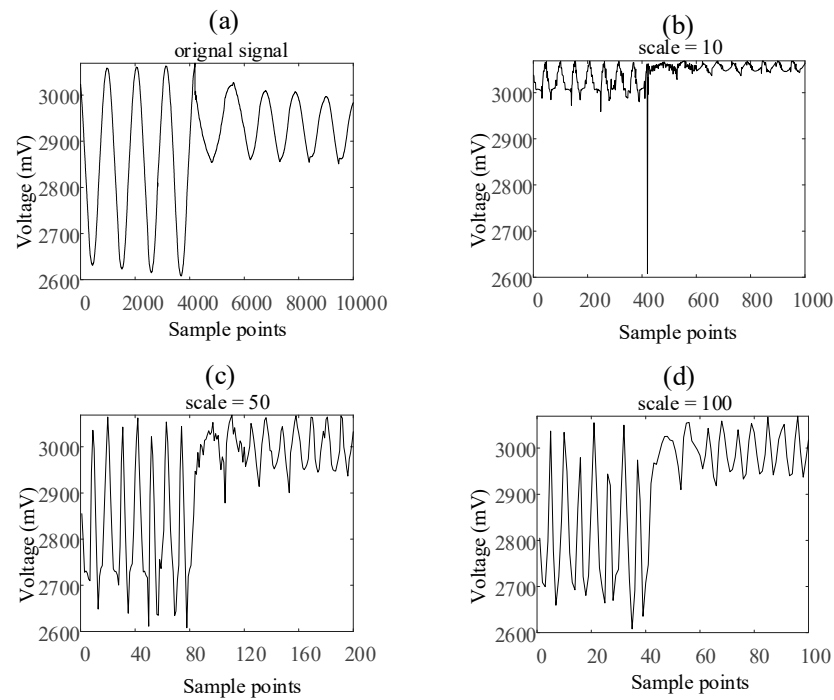 (a)
orignal signal
3000
2900
2800
2700
2600
Voltage (mV)
0 2000 4000 6000 8000 10000
Sample points
(b)
scale = 10
3000
2900
2800
2700
2600
Voltage (mV)
0 200 400 600 800 1000
Sample points
(c)
scale = 50
3000
2900
2800
2700
2600
Voltage (mV)
0 40 80 120 160 200
Sample points
(d)
scale = 100
3000
2900
2800
2700
2600
Voltage (mV)
0 20 40 60 80 100
Sample points